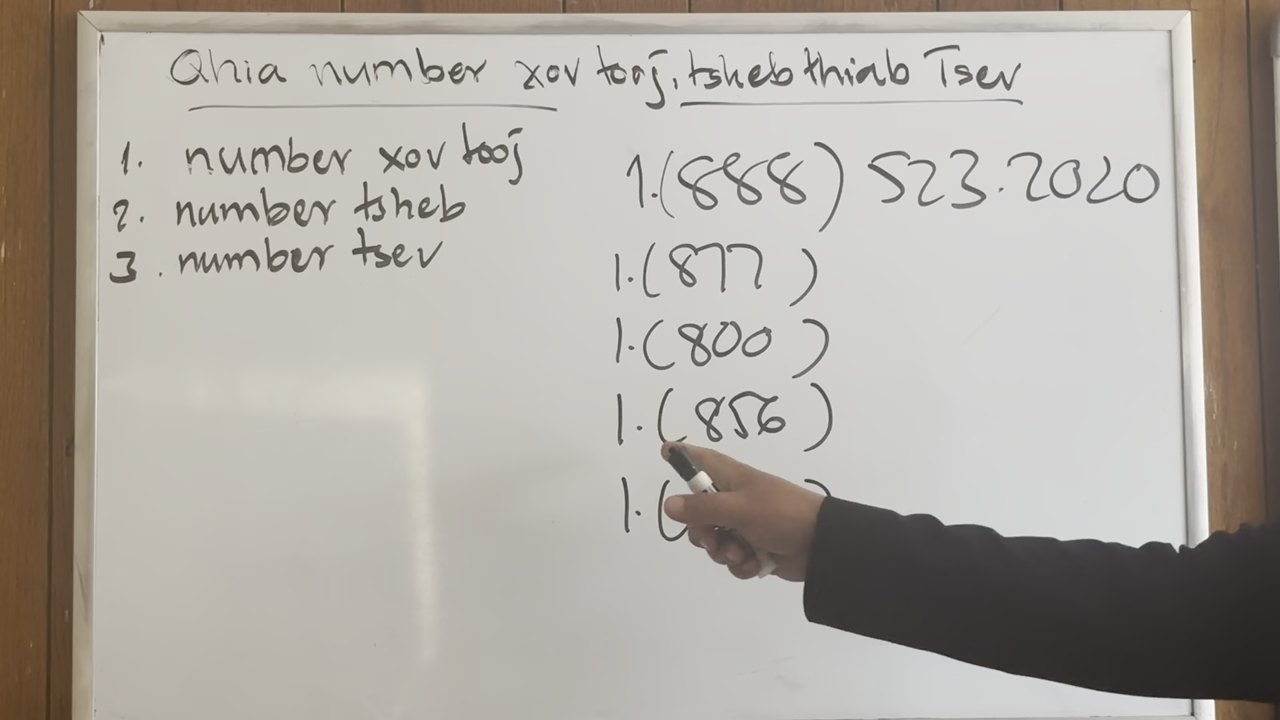 Qhia number xov tooj, tsheb thiab Tsev
1. number xov tooj
2. number tsheb
3. number tsev
1.(888) 523.2020
1.(877)
1.(800)
1.(856)
1.(